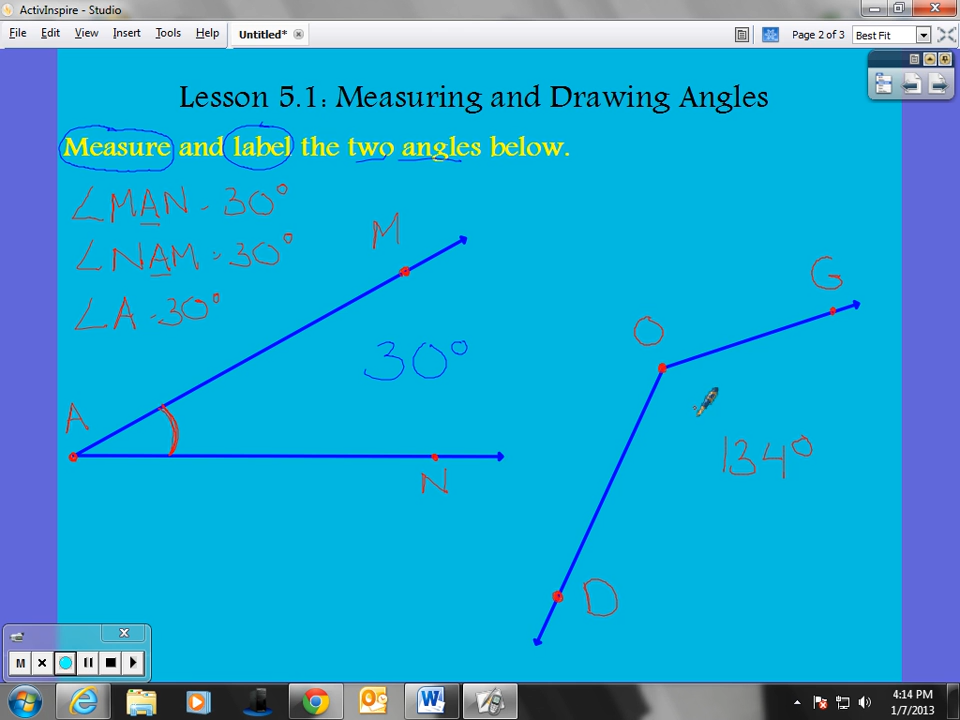 ActivInspire - Studio
File Edit View Insert Tools Help Untitled* Page 2 of 3 Best Fit
Lesson 5.1: Measuring and Drawing Angles
Measure and label the two angles below.
∠MAN = 30°
∠NAM = 30°
∠A = 30°
M
G
O
30°
A
134°
N
D
M
4:14 PM
1/7/2013